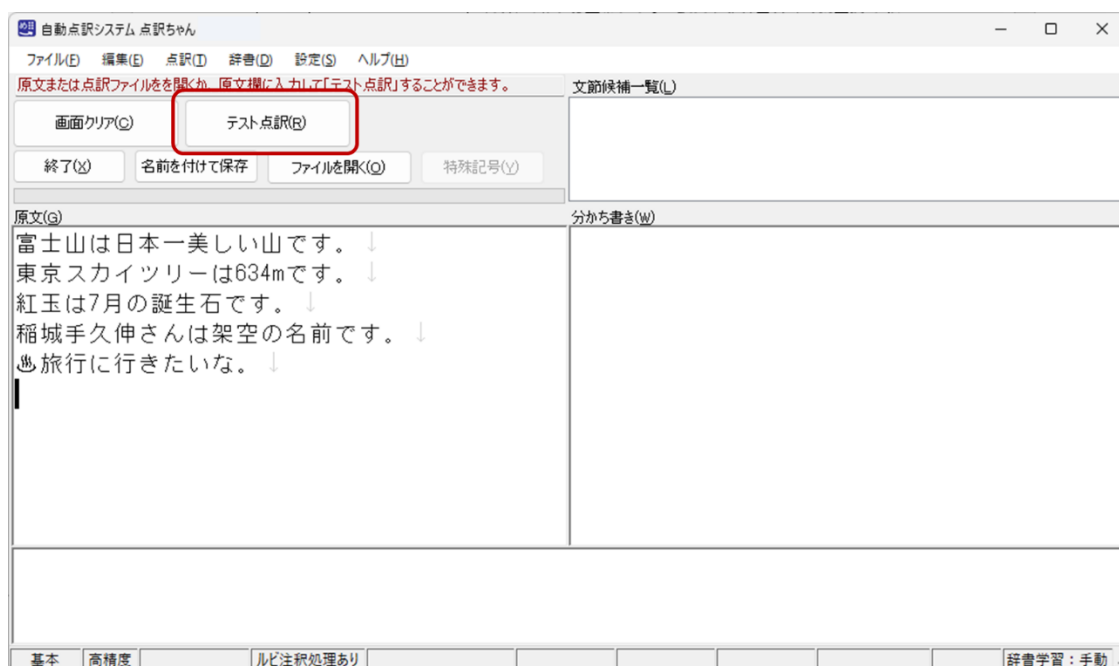 自動点訳システム 点訳ちゃん
ファイル(F) 編集(E) 点訳(T) 辞書(D) 設定(S) ヘルプ(H)
原文または点訳ファイルをを開くか、原文欄に入力して「テスト点訳」することができます。
文節候補一覧(L)
画面クリア(C) テスト点訳(R)
終了(X) 名前を付けて保存 ファイルを開く(O) 特殊記号(Y)
原文(G) 分かち書き(W)
富士山は日本一美しい山です。↓
東京スカイツリーは634mです。↓
紅玉は7月の誕生石です。↓
稲城手久伸さんは架空の名前です。↓
♨旅行に行きたいな。↓
基本 高精度 ルビ注釈処理あり 辞書学習：手動